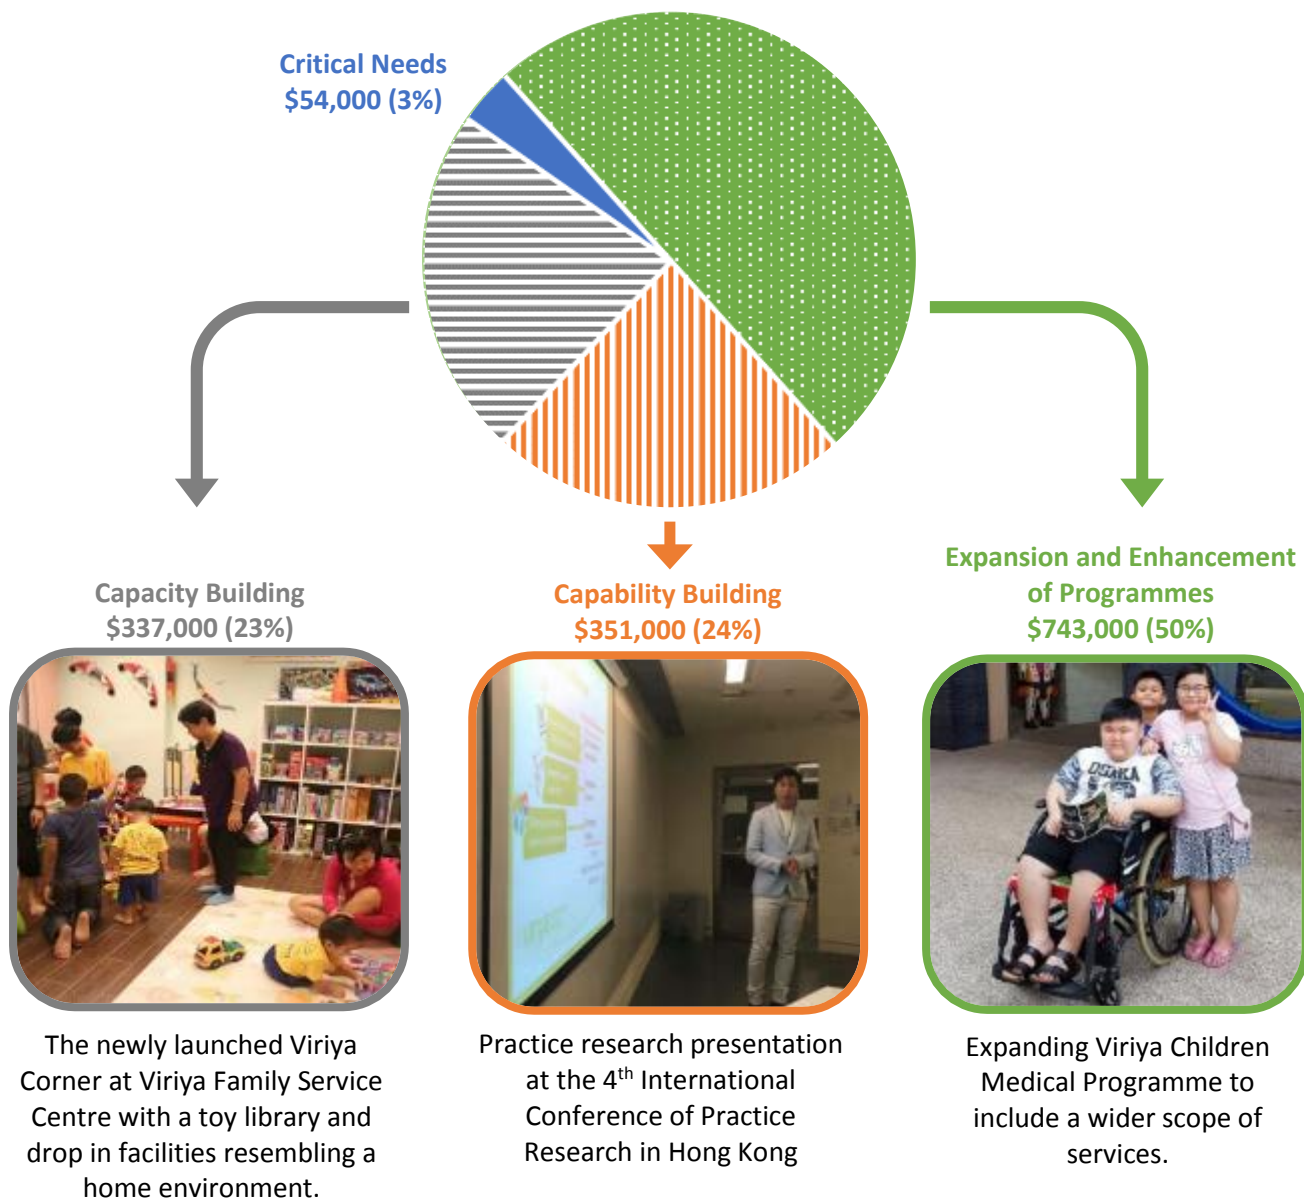 Critical Needs
$54,000 (3%)
Capacity Building
$337,000 (23%)
The newly launched Viriya
Corner at Viriya Family Service
Centre with a toy library and
drop in facilities resembling a
home environment.
Capability Building
$351,000 (24%)
Practice research presentation
at the 4th International
Conference of Practice
Research in Hong Kong
Expansion and Enhancement
of Programmes
$743,000 (50%)
OSAKA
Expanding Viriya Children
Medical Programme to
include a wider scope of
services.